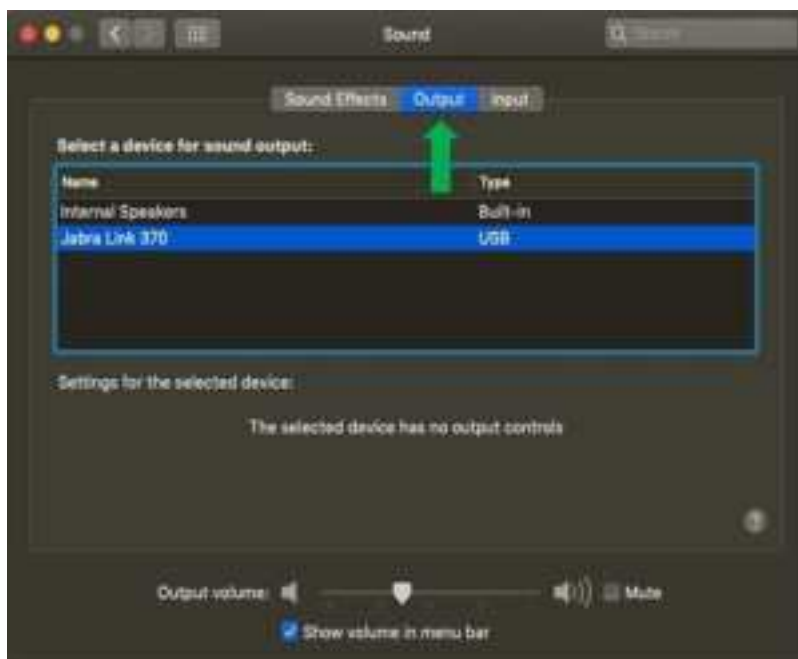 Sound
Search
Sound Effects Output Input
Select a device for sound output:
Name Type
Internal Speakers Built-in
Jabra Link 370 USB
Settings for the selected device:
The selected device has no output controls
?
Output volume: Mute
Show volume in menu bar